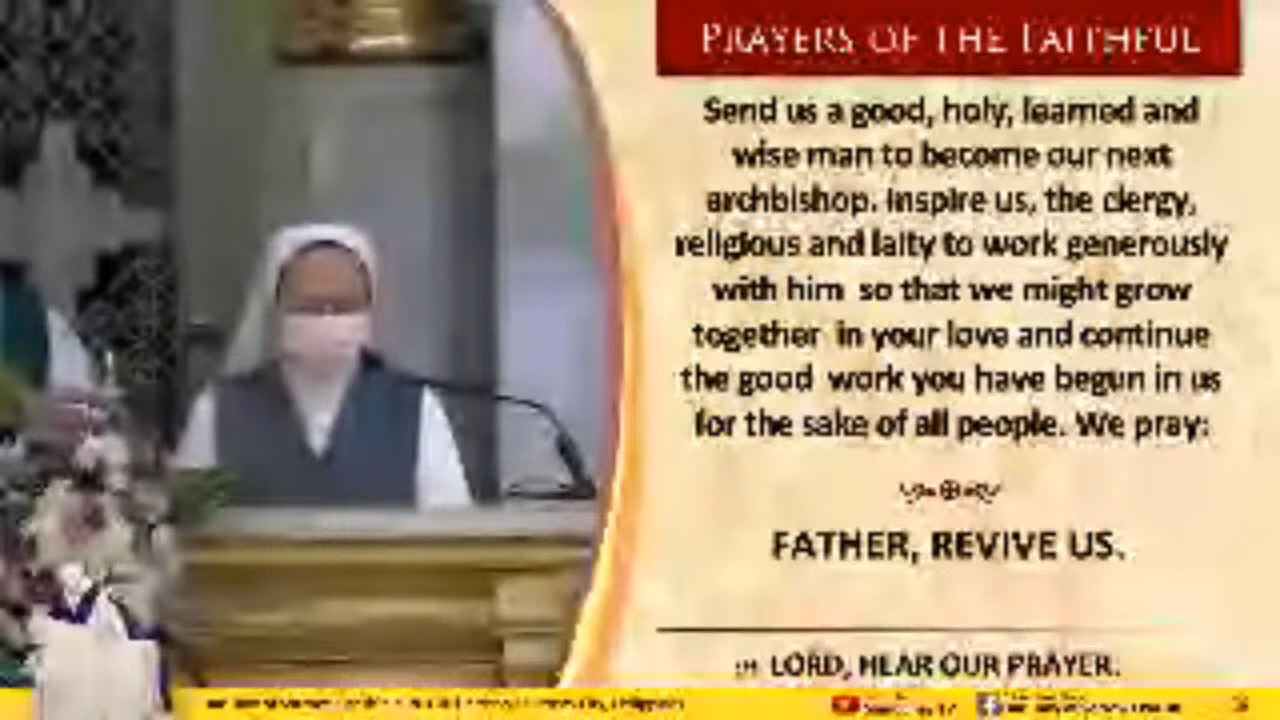 PRAYERS OF THE FAITHFUL
Send us a good, holy, learned and
wise man to become our next
archbishop. Inspire us, the clergy,
religious and laity to work generously
with him so that we might grow
together in your love and continue
the good work you have begun in us
for the sake of all people. We pray:
FATHER, REVIVE US.
LORD, HEAR OUR PRAYER.